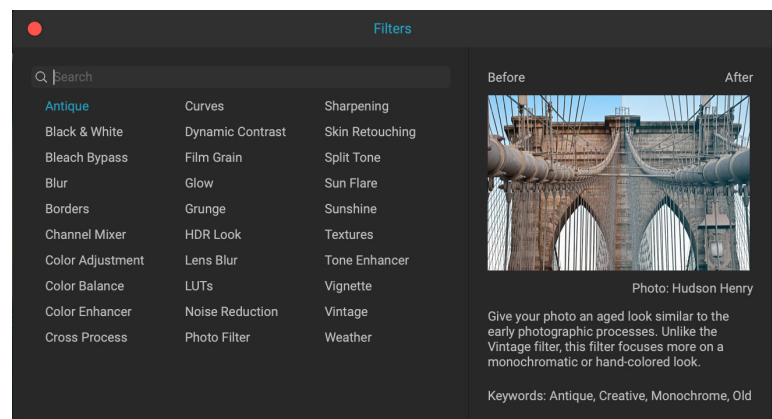 Filters
Search
Antique
Black & White
Bleach Bypass
Blur
Borders
Channel Mixer
Color Adjustment
Color Balance
Color Enhancer
Cross Process
Curves
Dynamic Contrast
Film Grain
Glow
Grunge
HDR Look
Lens Blur
LUTs
Noise Reduction
Photo Filter
Sharpening
Skin Retouching
Split Tone
Sun Flare
Sunshine
Textures
Tone Enhancer
Vignette
Vintage
Weather
Before
After
Photo: Hudson Henry
Give your photo an aged look similar to the
early photographic processes. Unlike the
Vintage filter, this filter focuses more on a
monochromatic or hand-colored look.
Keywords: Antique, Creative, Monochrome, Old